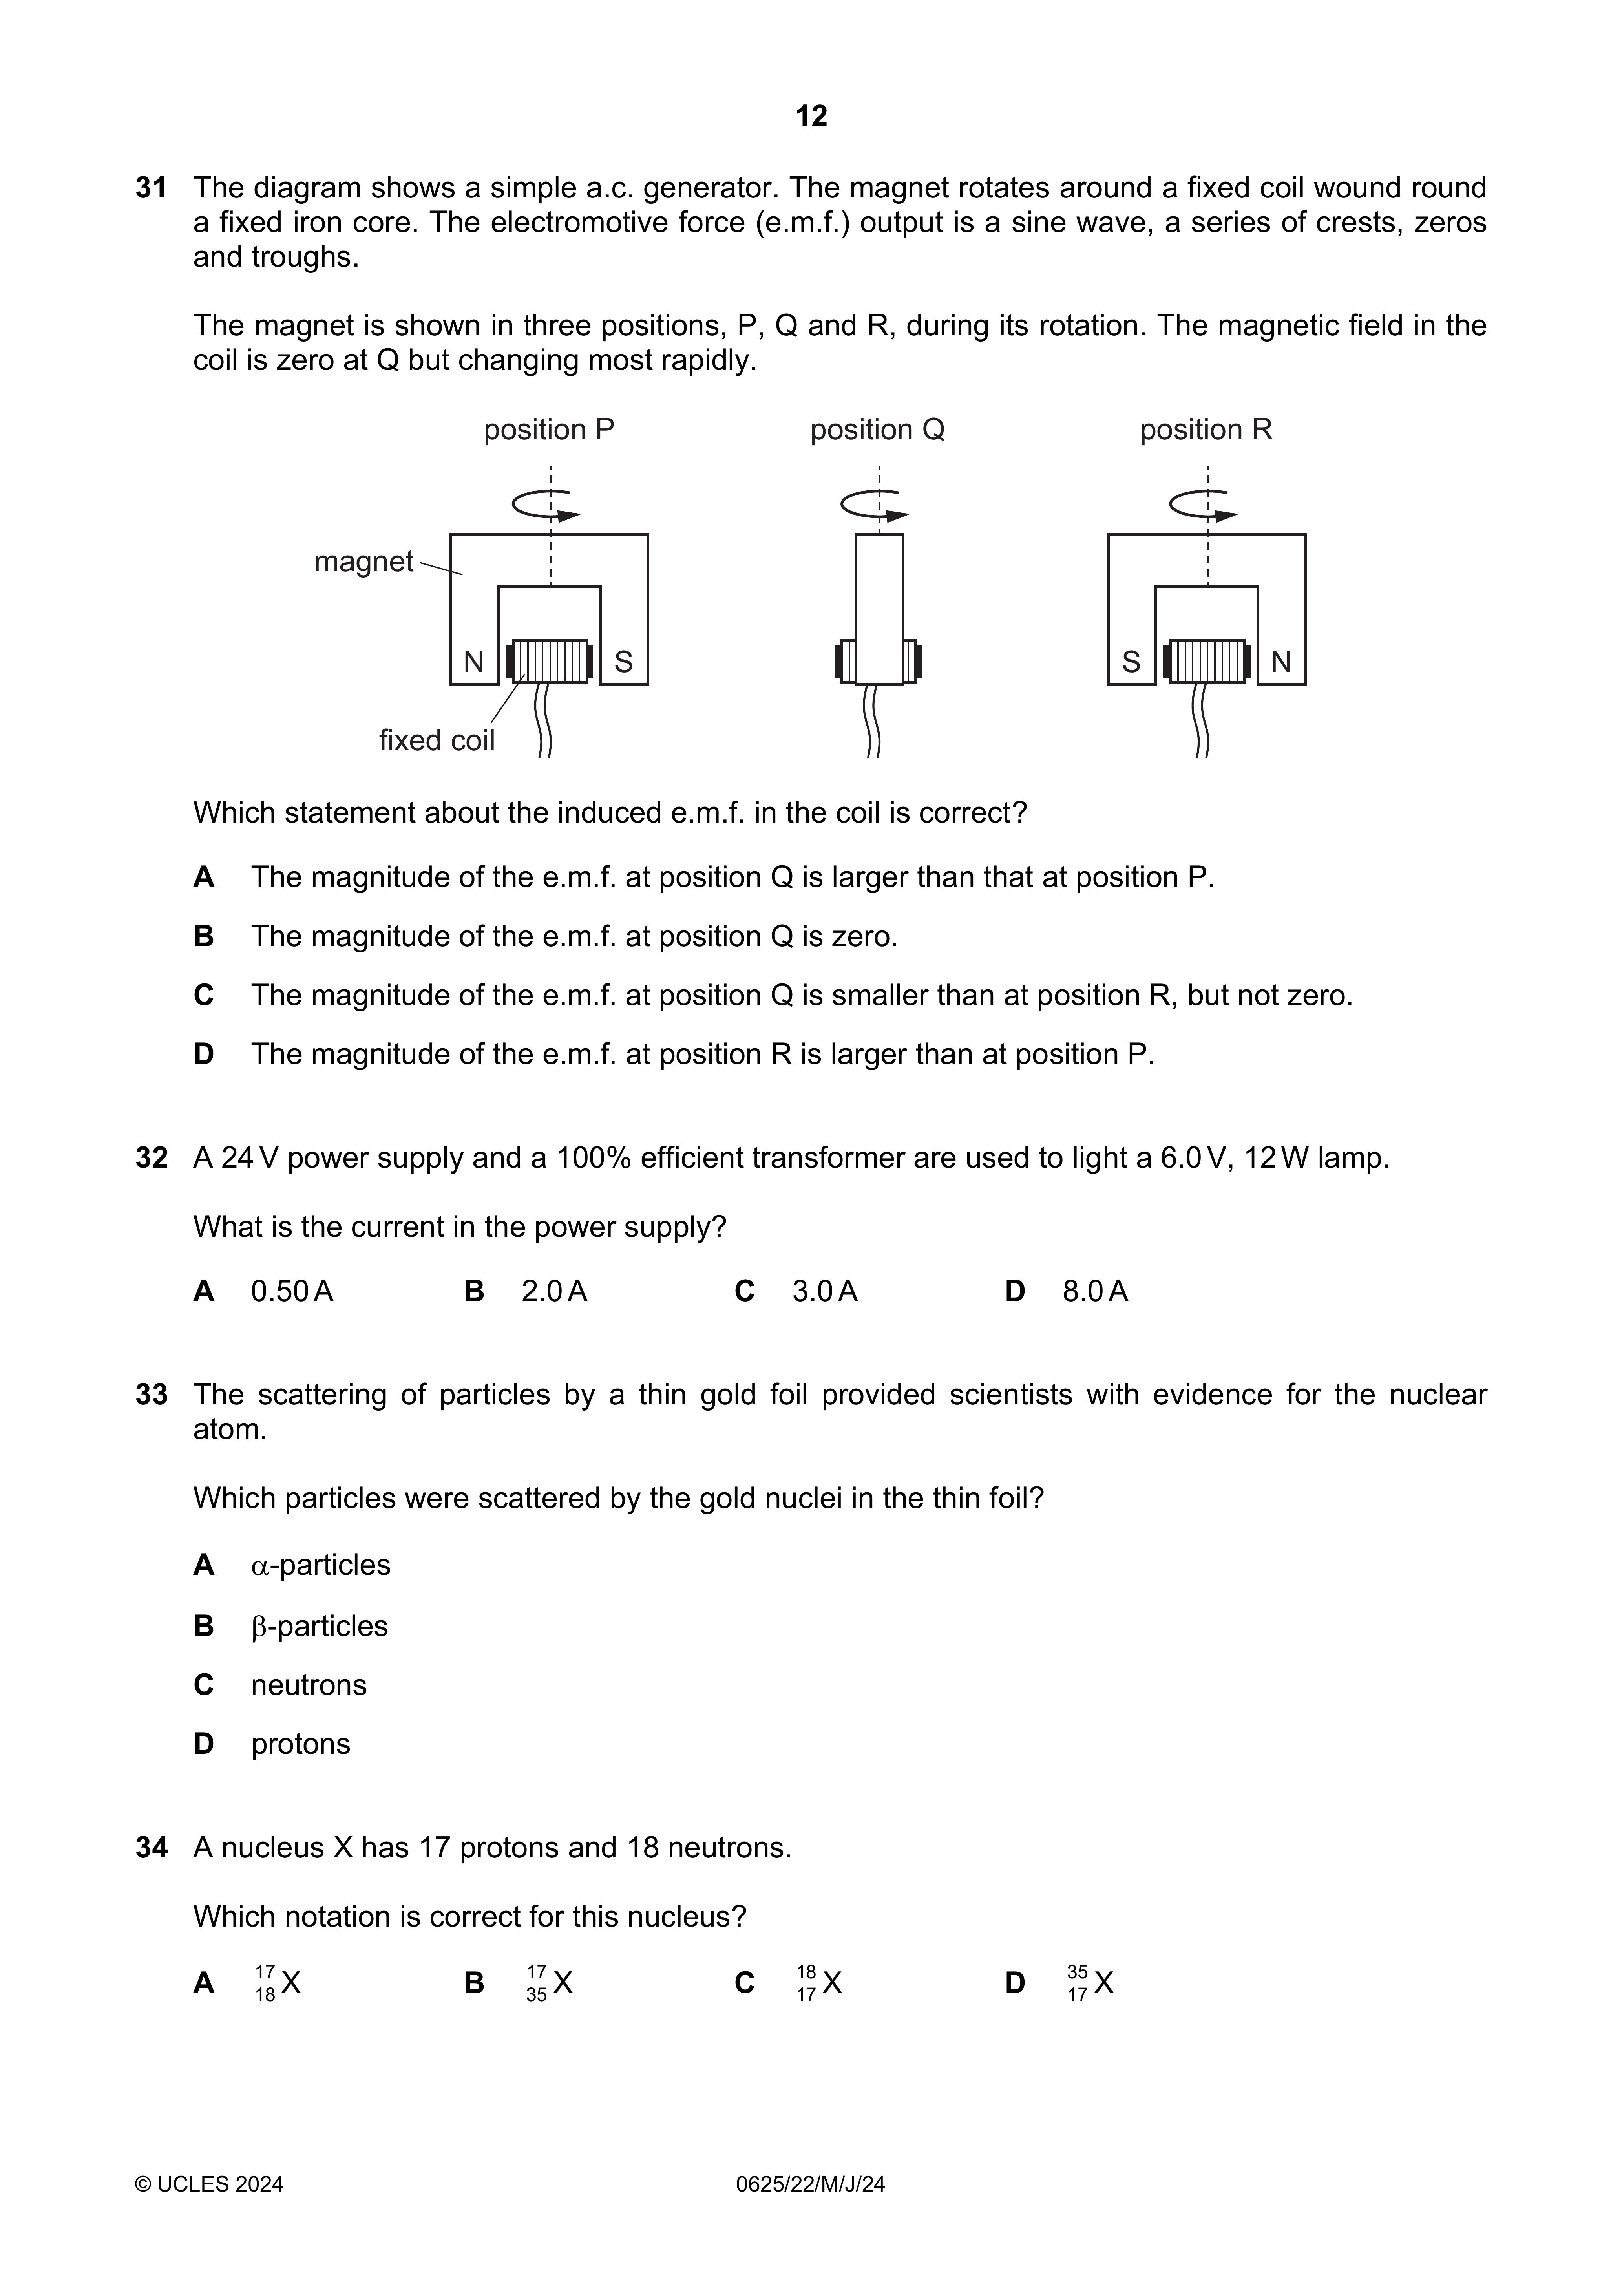 12
31 The diagram shows a simple a.c. generator. The magnet rotates around a fixed coil wound round
a fixed iron core. The electromotive force (e.m.f.) output is a sine wave, a series of crests, zeros
and troughs.
The magnet is shown in three positions, P, Q and R, during its rotation. The magnetic field in the
coil is zero at Q but changing most rapidly.
position P position Q position R
magnet
N S S N
fixed coil
Which statement about the induced e.m.f. in the coil is correct?
A The magnitude of the e.m.f. at position Q is larger than that at position P.
B The magnitude of the e.m.f. at position Q is zero.
C The magnitude of the e.m.f. at position Q is smaller than at position R, but not zero.
D The magnitude of the e.m.f. at position R is larger than at position P.
32 A 24 V power supply and a 100% efficient transformer are used to light a 6.0 V, 12 W lamp.
What is the current in the power supply?
A 0.50 A B 2.0 A C 3.0 A D 8.0 A
33 The scattering of particles by a thin gold foil provided scientists with evidence for the nuclear
atom.
Which particles were scattered by the gold nuclei in the thin foil?
A α-particles
B β-particles
C neutrons
D protons
34 A nucleus X has 17 protons and 18 neutrons.
Which notation is correct for this nucleus?
A ¹⁷₁₈X B ¹⁷₃₅X C ¹⁸₁₇X D ³⁵₁₇X
© UCLES 2024 0625/22/M/J/24